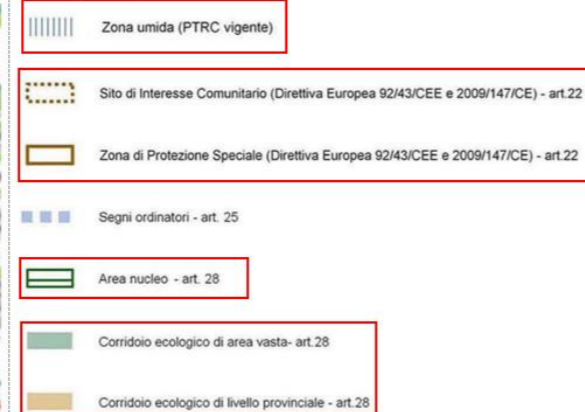 Zona umida (PTRC vigente)
Sito di Interesse Comunitario (Direttiva Europea 92/43/CEE e 2009/147/CE) - art.22
Zona di Protezione Speciale (Direttiva Europea 92/43/CEE e 2009/147/CE) - art.22
Segni ordinatori - art. 25
Area nucleo - art. 28
Corridoio ecologico di area vasta- art.28
Corridoio ecologico di livello provinciale - art.28